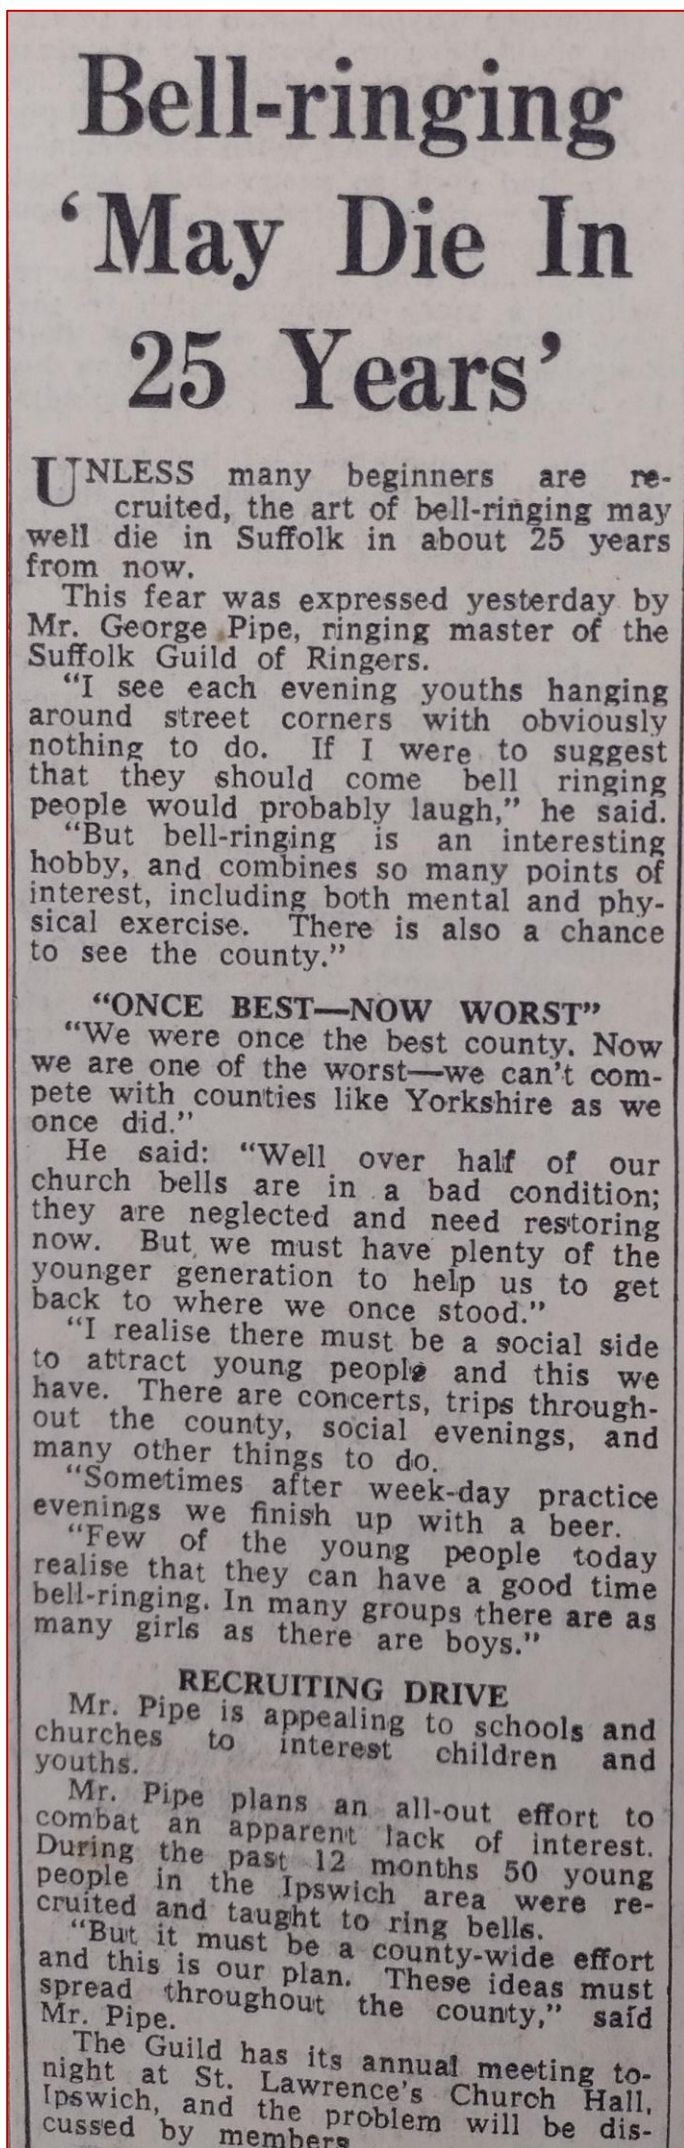 Bell-ringing
‘May Die In
25 Years’
UNLESS many beginners are re-
cruited, the art of bell-ringing may
well die in Suffolk in about 25 years
from now.
This fear was expressed yesterday by
Mr. George Pipe, ringing master of the
Suffolk Guild of Ringers.
“I see each evening youths hanging
around street corners with obviously
nothing to do. If I were to suggest
that they should come bell ringing
people would probably laugh,” he said.
“But bell-ringing is an interesting
hobby, and combines so many points of
interest, including both mental and phy-
sical exercise. There is also a chance
to see the county.”
“ONCE BEST—NOW WORST”
“We were once the best county. Now
we are one of the worst—we can't com-
pete with counties like Yorkshire as we
once did.”
He said: “Well over half of our
church bells are in a bad condition;
they are neglected and need restoring
now. But we must have plenty of the
younger generation to help us to get
back to where we once stood.”
“I realise there must be a social side
to attract young people and this we
have. There are concerts, trips through-
out the county, social evenings, and
many other things to do.
“Sometimes after week-day practice
evenings we finish up with a beer.
“Few of the young people today
realise that they can have a good time
bell-ringing. In many groups there are as
many girls as there are boys.”
RECRUITING DRIVE
Mr. Pipe is appealing to schools and
churches to interest children and
youths.
Mr. Pipe plans an all-out effort to
combat an apparent lack of interest.
During the past 12 months 50 young
people in the Ipswich area were re-
cruited and taught to ring bells.
“But it must be a county-wide effort
and this is our plan. These ideas must
spread throughout the county,” said
Mr. Pipe.
The Guild has its annual meeting to-
night at St. Lawrence's Church Hall,
Ipswich, and the problem will be dis-
cussed by members